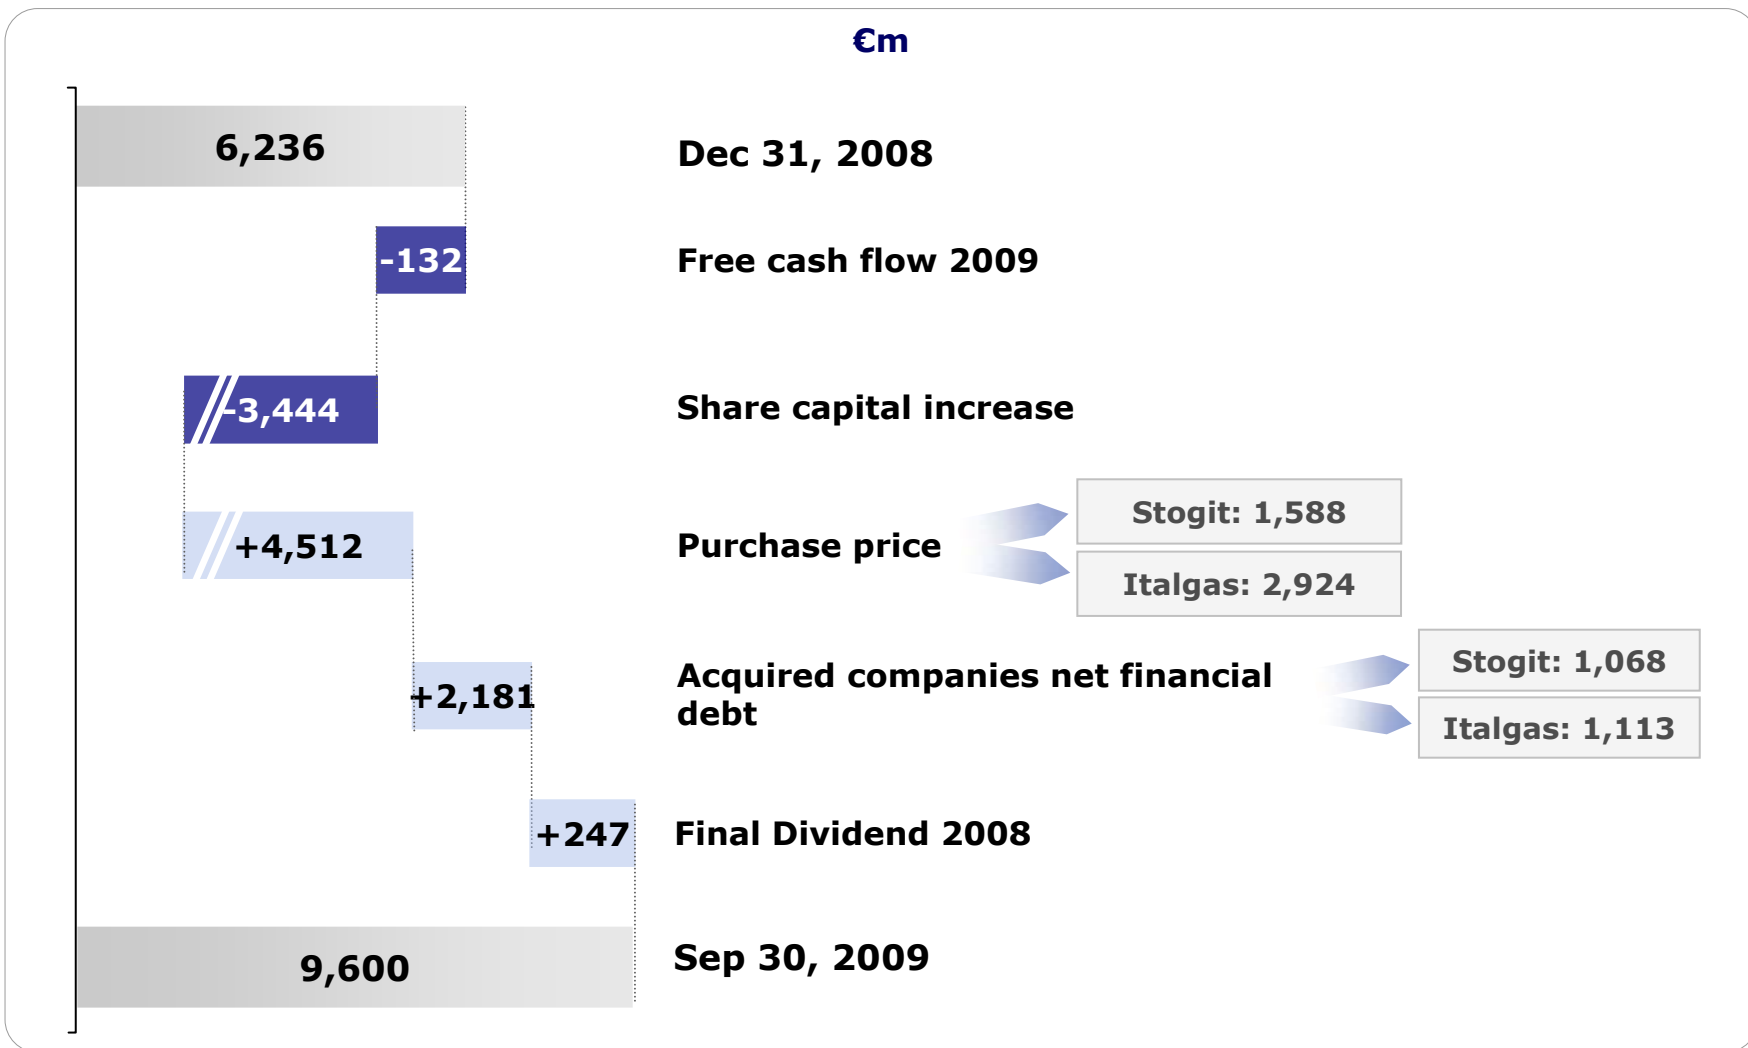 €m
6,236
Dec 31, 2008
-132
Free cash flow 2009
-3,444
Share capital increase
+4,512
Purchase price
Stogit: 1,588
Italgas: 2,924
+2,181
Acquired companies net financial
debt
Stogit: 1,068
Italgas: 1,113
+247
Final Dividend 2008
9,600
Sep 30, 2009